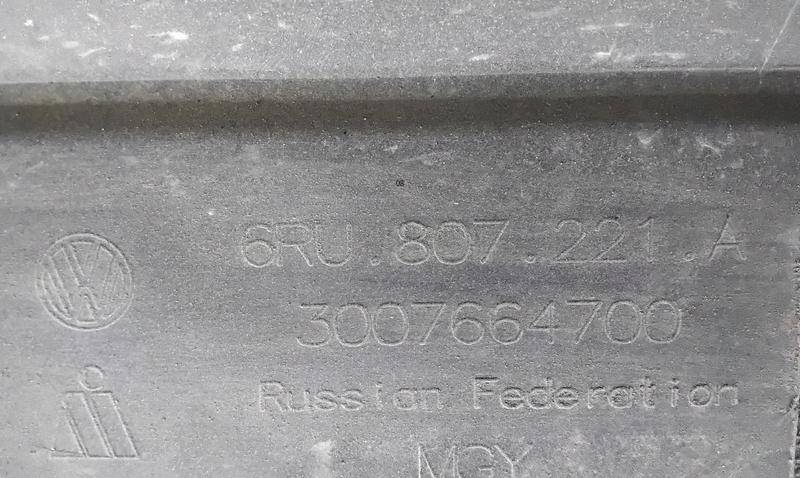 6RU.807.221.A
3007664700
Russian Federation
MGY